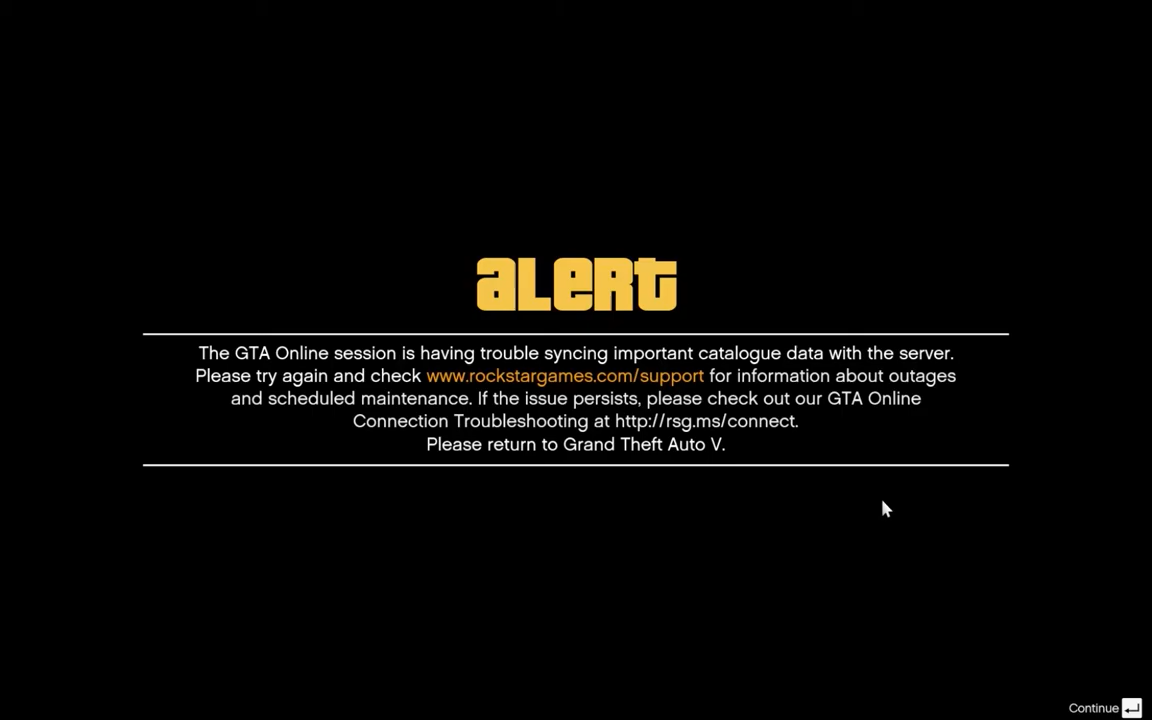 alert
The GTA Online session is having trouble syncing important catalogue data with the server.
Please try again and check www.rockstargames.com/support for information about outages
and scheduled maintenance. If the issue persists, please check out our GTA Online
Connection Troubleshooting at http://rsg.ms/connect.
Please return to Grand Theft Auto V.
Continue